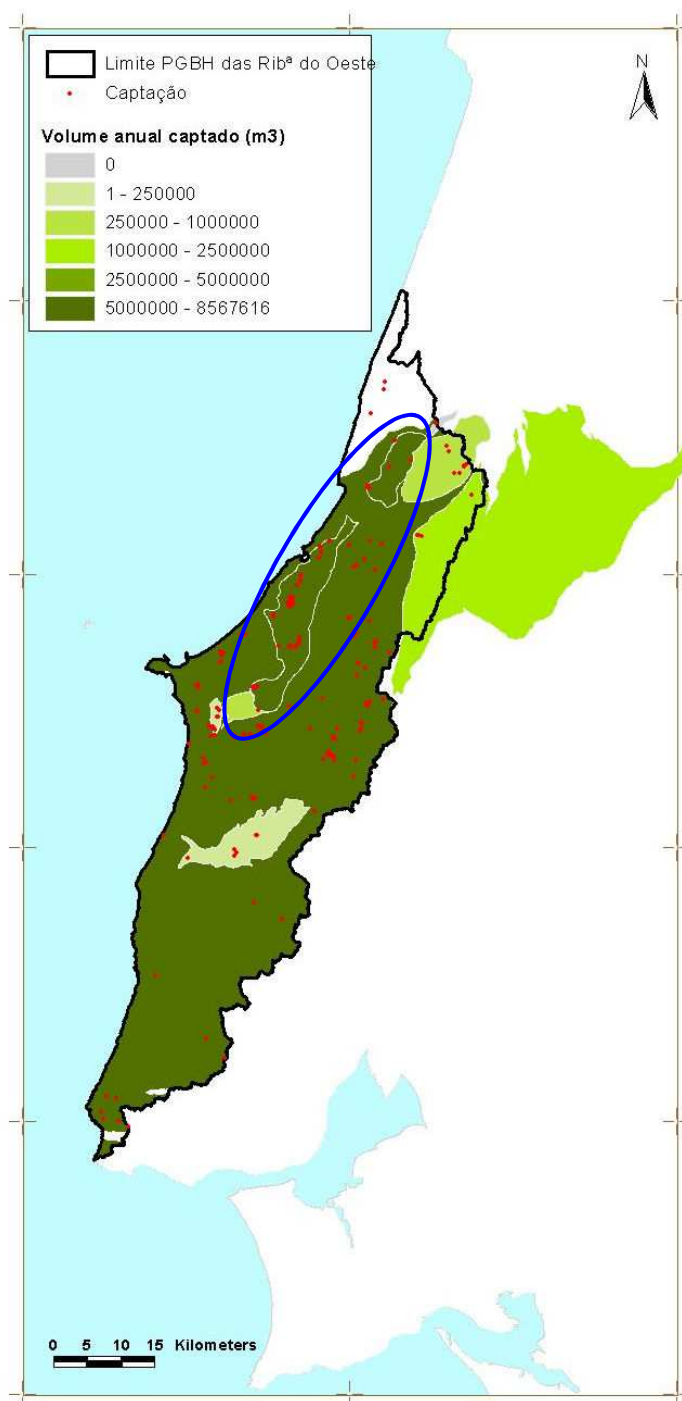 Limite PGBH das Ribª do Oeste
Captação
Volume anual captado (m3)
0
1 - 250000
250000 - 1000000
1000000 - 2500000
2500000 - 5000000
5000000 - 8567616
N
0 5 10 15 Kilometers